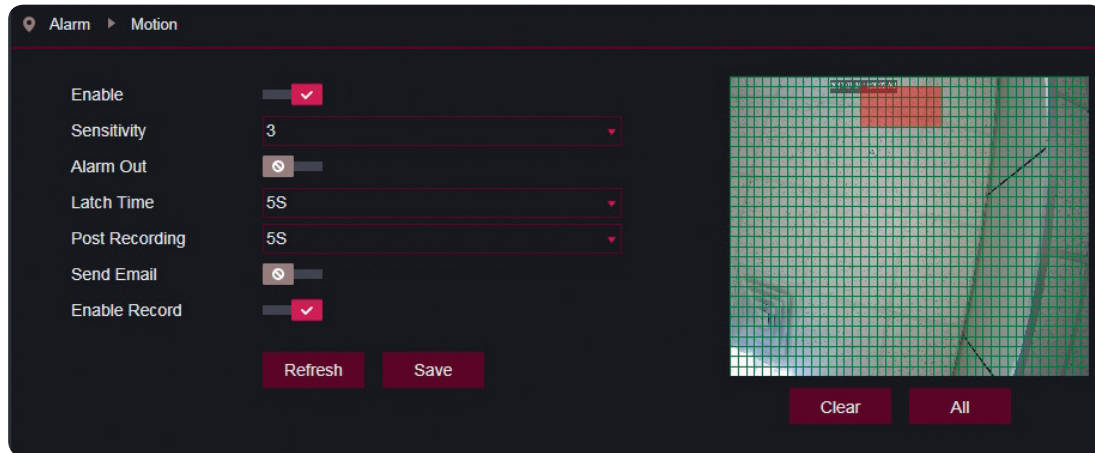 Alarm Motion
Enable
Sensitivity 3
Alarm Out
Latch Time 5S
Post Recording 5S
Send Email
Enable Record
Refresh Save
Clear All